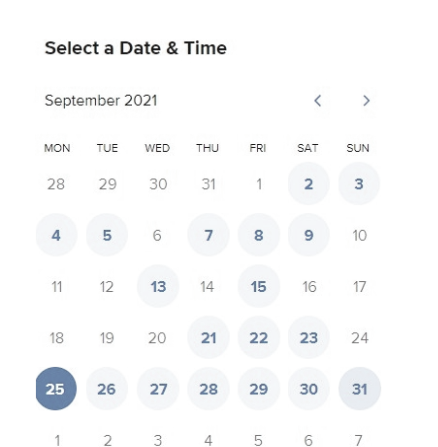 Select a Date & Time
September 2021
MON TUE WED THU FRI SAT SUN
28 29 30 31 1 2 3
4 5 6 7 8 9 10
11 12 13 14 15 16 17
18 19 20 21 22 23 24
25 26 27 28 29 30 31
1 2 3 4 5 6 7